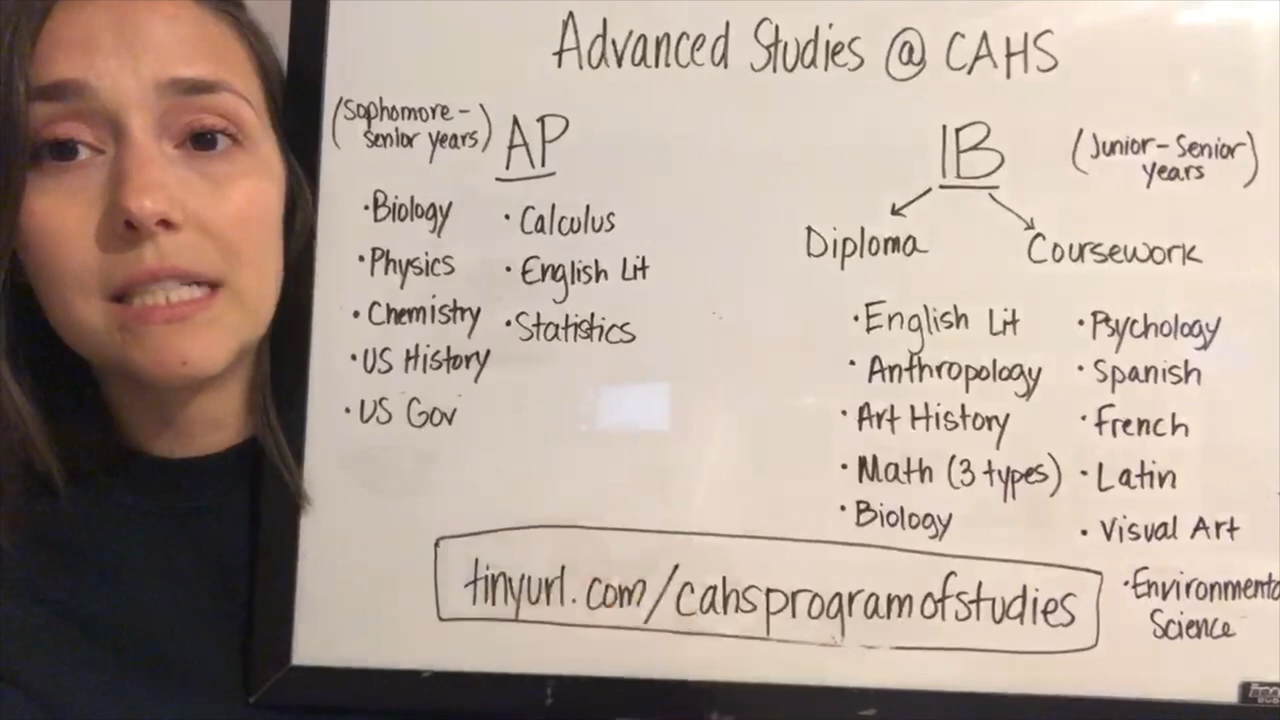 Advanced Studies @ CAHS
(Sophomore-
senior years)
AP
• Biology
• Physics
• Chemistry
• US History
• US Gov
• Calculus
• English Lit
• Statistics
IB
(Junior-Senior
years)
Diploma
Coursework
• English Lit
• Anthropology
• Art History
• Math (3 types)
• Biology
• Psychology
• Spanish
• French
• Latin
• Visual Art
• Environmenta
Science
tinyurl.com/cahsprogramofstudies